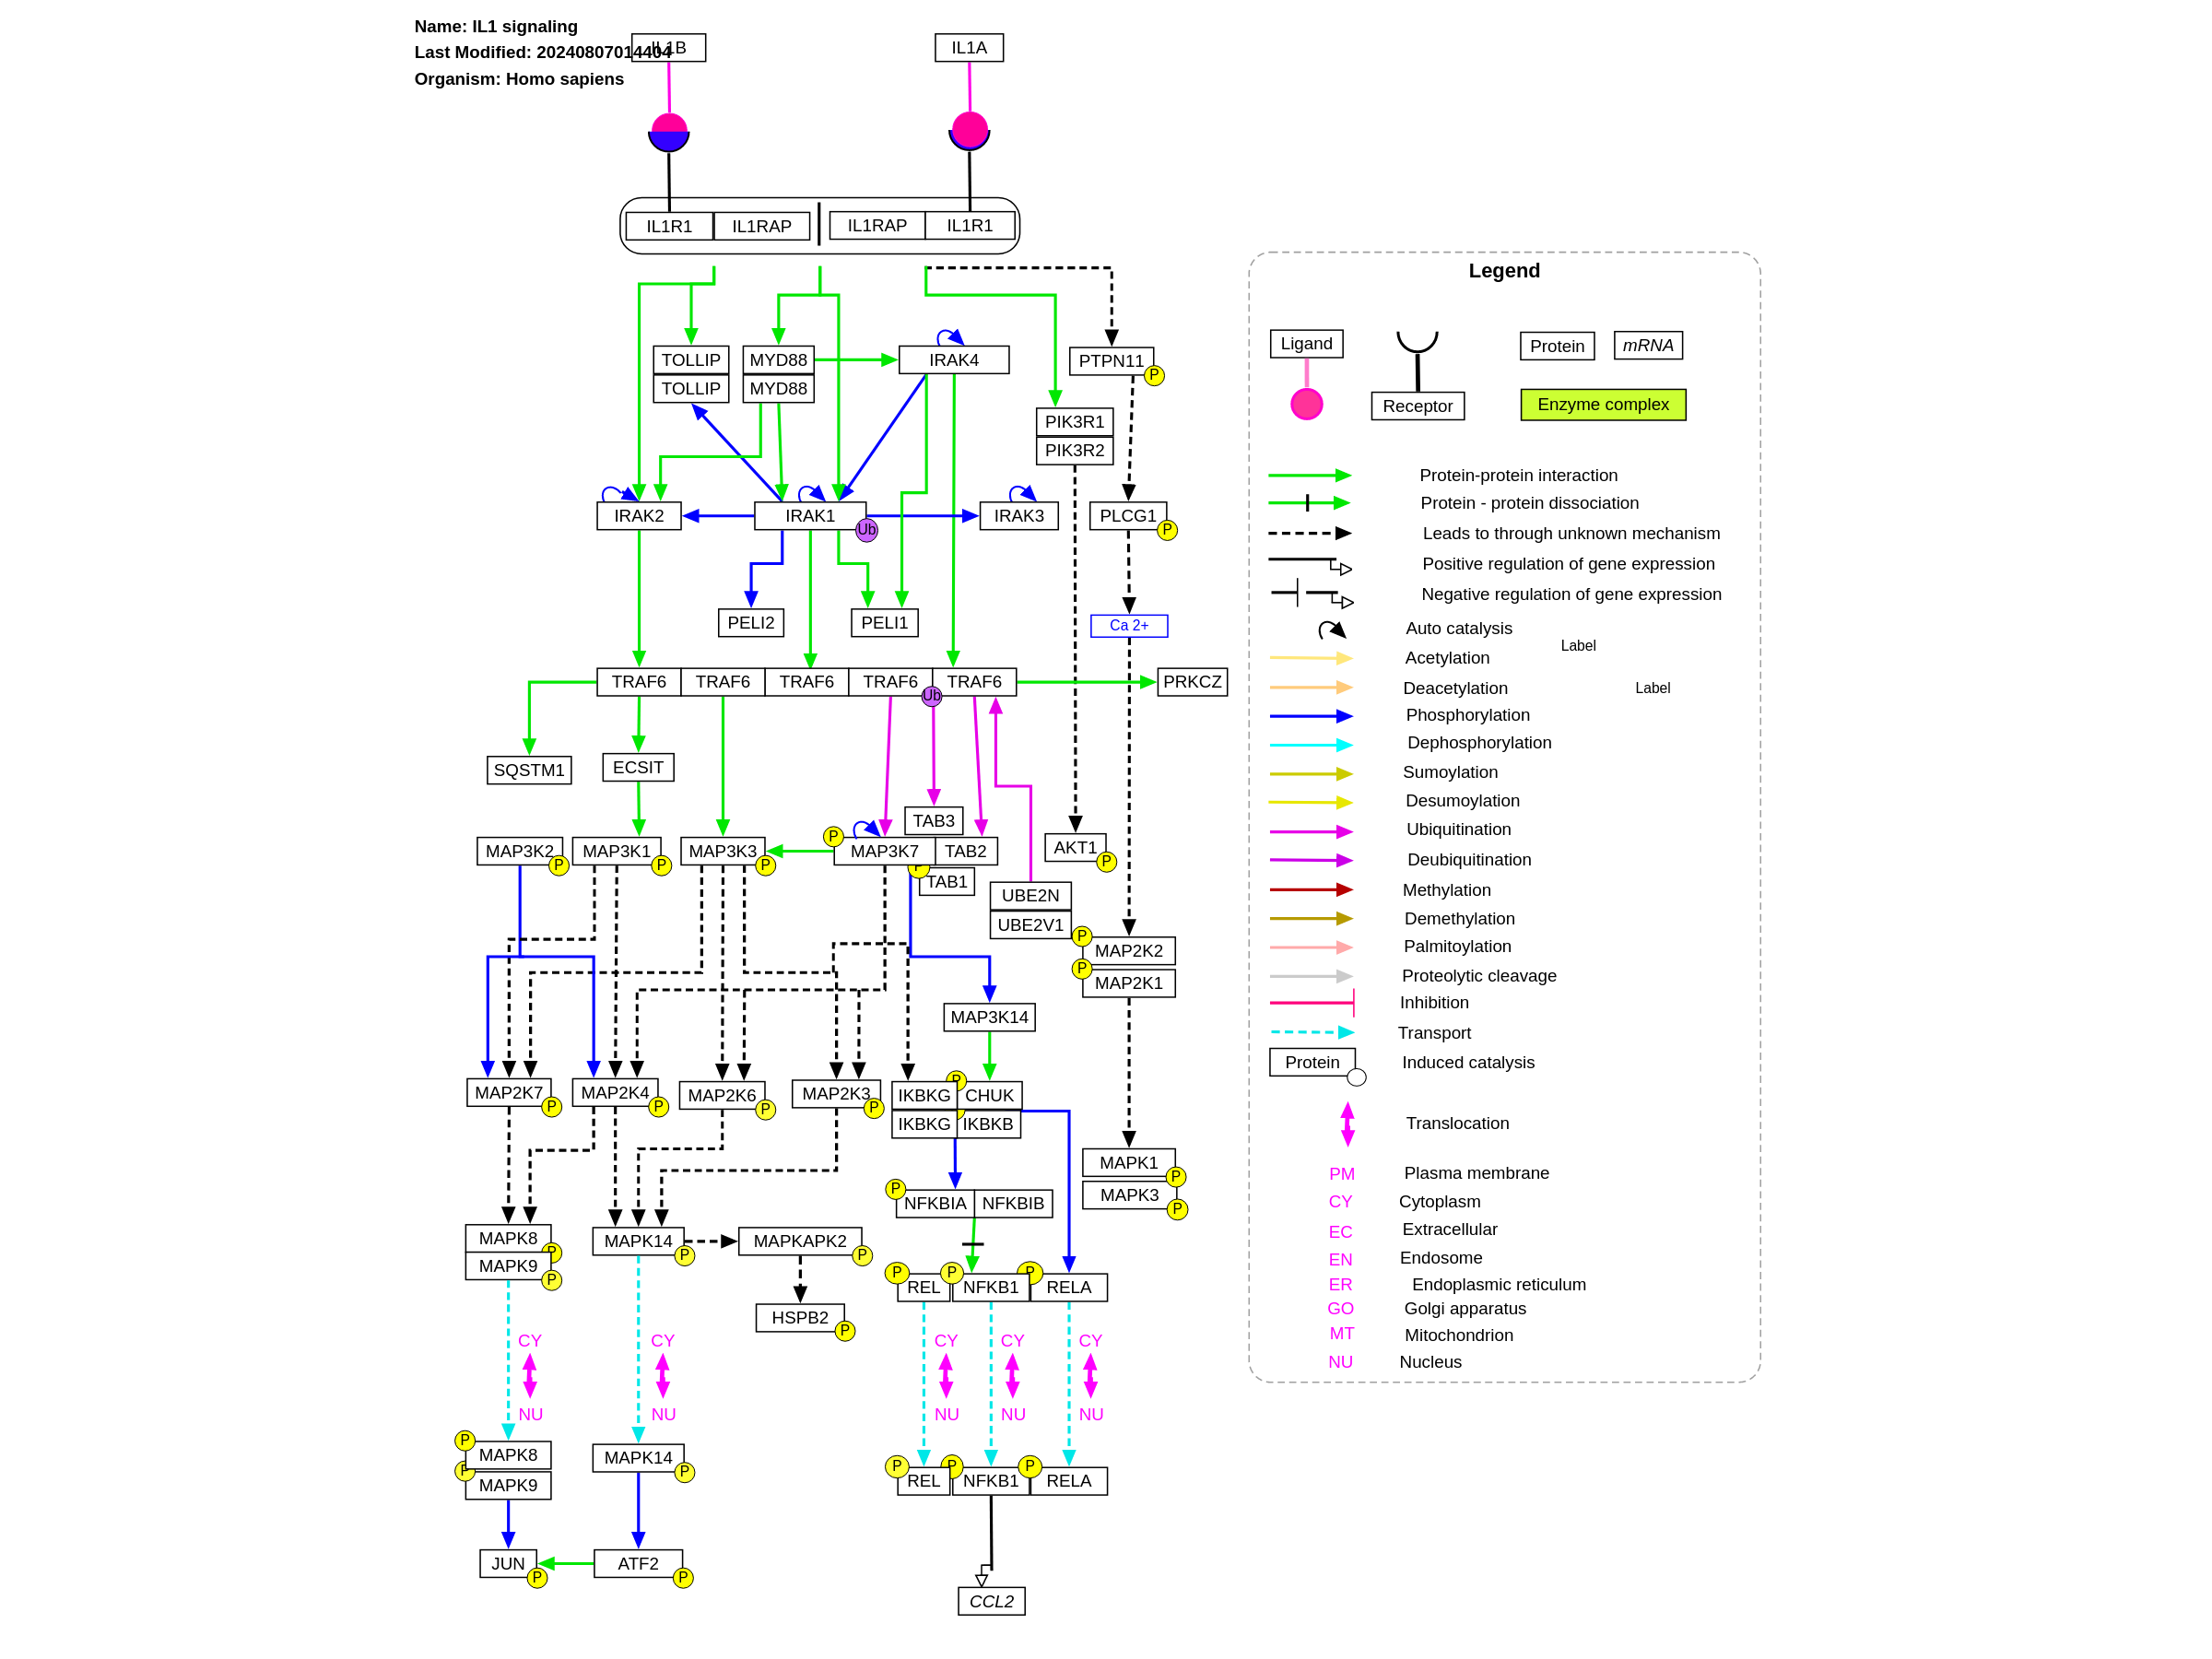 Name: IL1 signaling
Last Modified: 20240807014404
Organism: Homo sapiens
IL1B
IL1A
IL1R1
IL1RAP
IL1RAP
IL1R1
TOLLIP
TOLLIP
MYD88
MYD88
IRAK4
PTPN11
P
PIK3R1
PIK3R2
IRAK2
IRAK1
Ub
IRAK3
PLCG1
P
PELI2
PELI1
Ca 2+
TRAF6
TRAF6
TRAF6
TRAF6
Ub
TRAF6
PRKCZ
SQSTM1
ECSIT
TAB3
MAP3K2
P
MAP3K1
P
MAP3K3
P
P
MAP3K7
TAB2
P
TAB1
AKT1
P
UBE2N
UBE2V1
P
MAP2K2
P
MAP2K1
MAP3K14
MAP2K7
P
MAP2K4
P
MAP2K6
P
MAP2K3
P
IKBKG
P
CHUK
IKBKG
IKBKB
MAPK1
P
MAPK3
P
P
NFKBIA
NFKBIB
MAPK8
P
MAPK9
P
MAPK14
P
MAPKAPK2
P
HSPB2
P
P
REL
P
NFKB1
P
RELA
CY
NU
CY
NU
CY
NU
CY
NU
CY
NU
P
MAPK8
P
MAPK9
MAPK14
P
P
REL
P
NFKB1
P
RELA
JUN
P
ATF2
P
CCL2
Legend
Ligand
Receptor
Protein
mRNA
Enzyme complex
Protein-protein interaction
Protein - protein dissociation
Leads to through unknown mechanism
Positive regulation of gene expression
Negative regulation of gene expression
Auto catalysis
Label
Acetylation
Deacetylation
Label
Phosphorylation
Dephosphorylation
Sumoylation
Desumoylation
Ubiquitination
Deubiquitination
Methylation
Demethylation
Palmitoylation
Proteolytic cleavage
Inhibition
Transport
Protein
Induced catalysis
Translocation
PM Plasma membrane
CY Cytoplasm
EC Extracellular
EN Endosome
ER Endoplasmic reticulum
GO Golgi apparatus
MT Mitochondrion
NU Nucleus